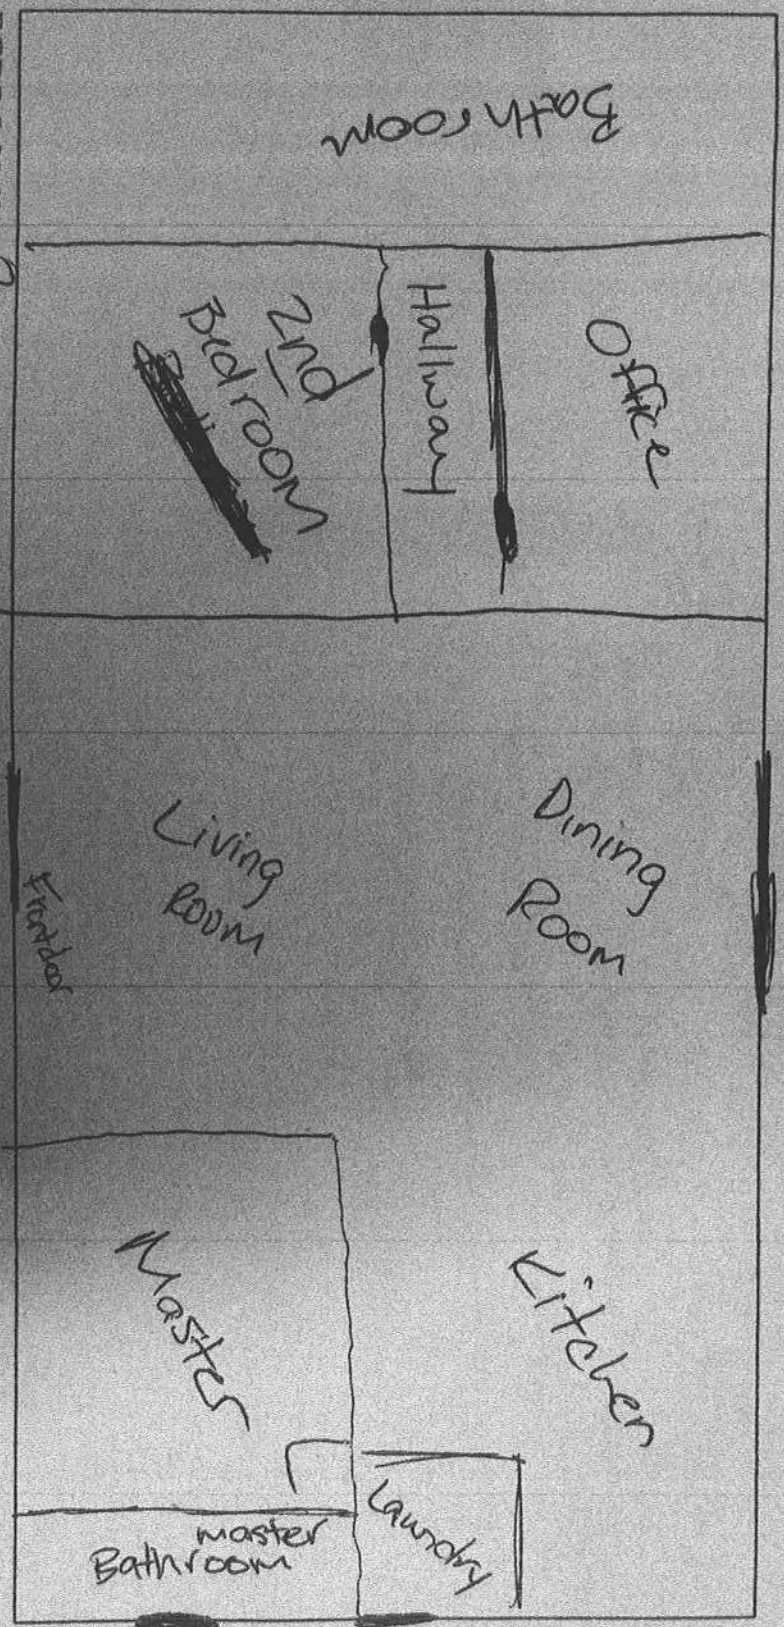 Bathroom
2nd
Bedroom
Hallway
Office
Living
Room
Dining
Room
Frontdoor
Master
Kitchen
master
Bathroom
Laundry